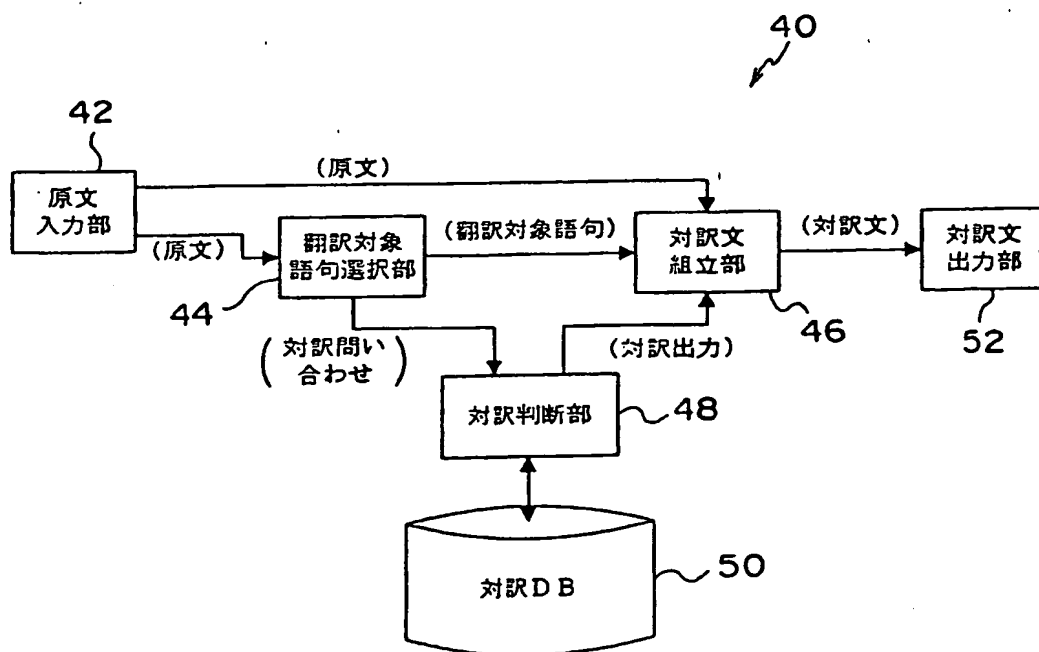 40
42
原文
入力部
(原文)
(原文)
翻訳対象
語句選択部
44
(翻訳対象語句)
対訳文
組立部
46
(対訳文)
対訳文
出力部
52
(対訳問い
合わせ)
(対訳出力)
対訳判断部
48
対訳DB
50